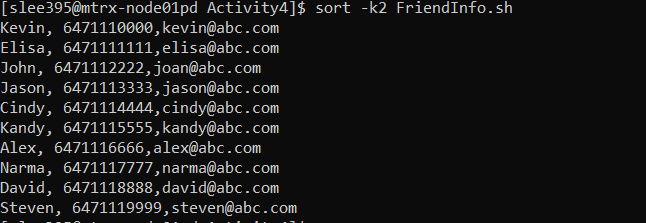 [slee395@mtrx-node01pd Activity4]$ sort -k2 FriendInfo.sh
Kevin, 6471110000,kevin@abc.com
Elisa, 6471111111,elisa@abc.com
John, 6471112222,joan@abc.com
Jason, 6471113333,jason@abc.com
Cindy, 6471114444,cindy@abc.com
Kandy, 6471115555,kandy@abc.com
Alex, 6471116666,alex@abc.com
Narma, 6471117777,narma@abc.com
David, 6471118888,david@abc.com
Steven, 6471119999,steven@abc.com